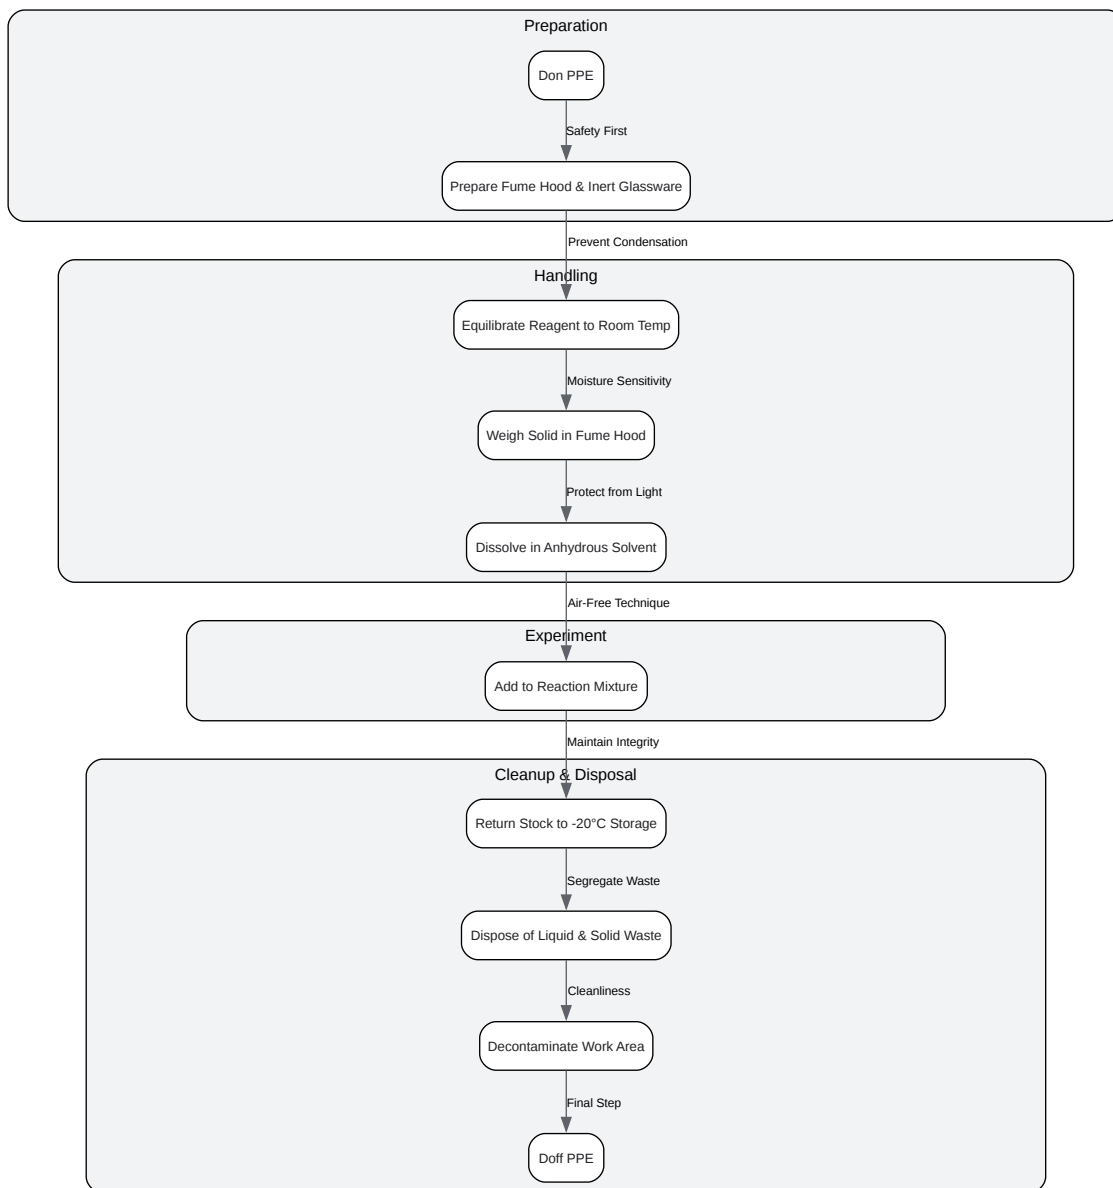 Preparation
Don PPE
Safety First
Prepare Fume Hood & Inert Glassware
Prevent Condensation
Handling
Equilibrate Reagent to Room Temp
Moisture Sensitivity
Weigh Solid in Fume Hood
Protect from Light
Dissolve in Anhydrous Solvent
Air-Free Technique
Experiment
Add to Reaction Mixture
Maintain Integrity
Cleanup & Disposal
Return Stock to -20°C Storage
Segregate Waste
Dispose of Liquid & Solid Waste
Cleanliness
Decontaminate Work Area
Final Step
Doff PPE